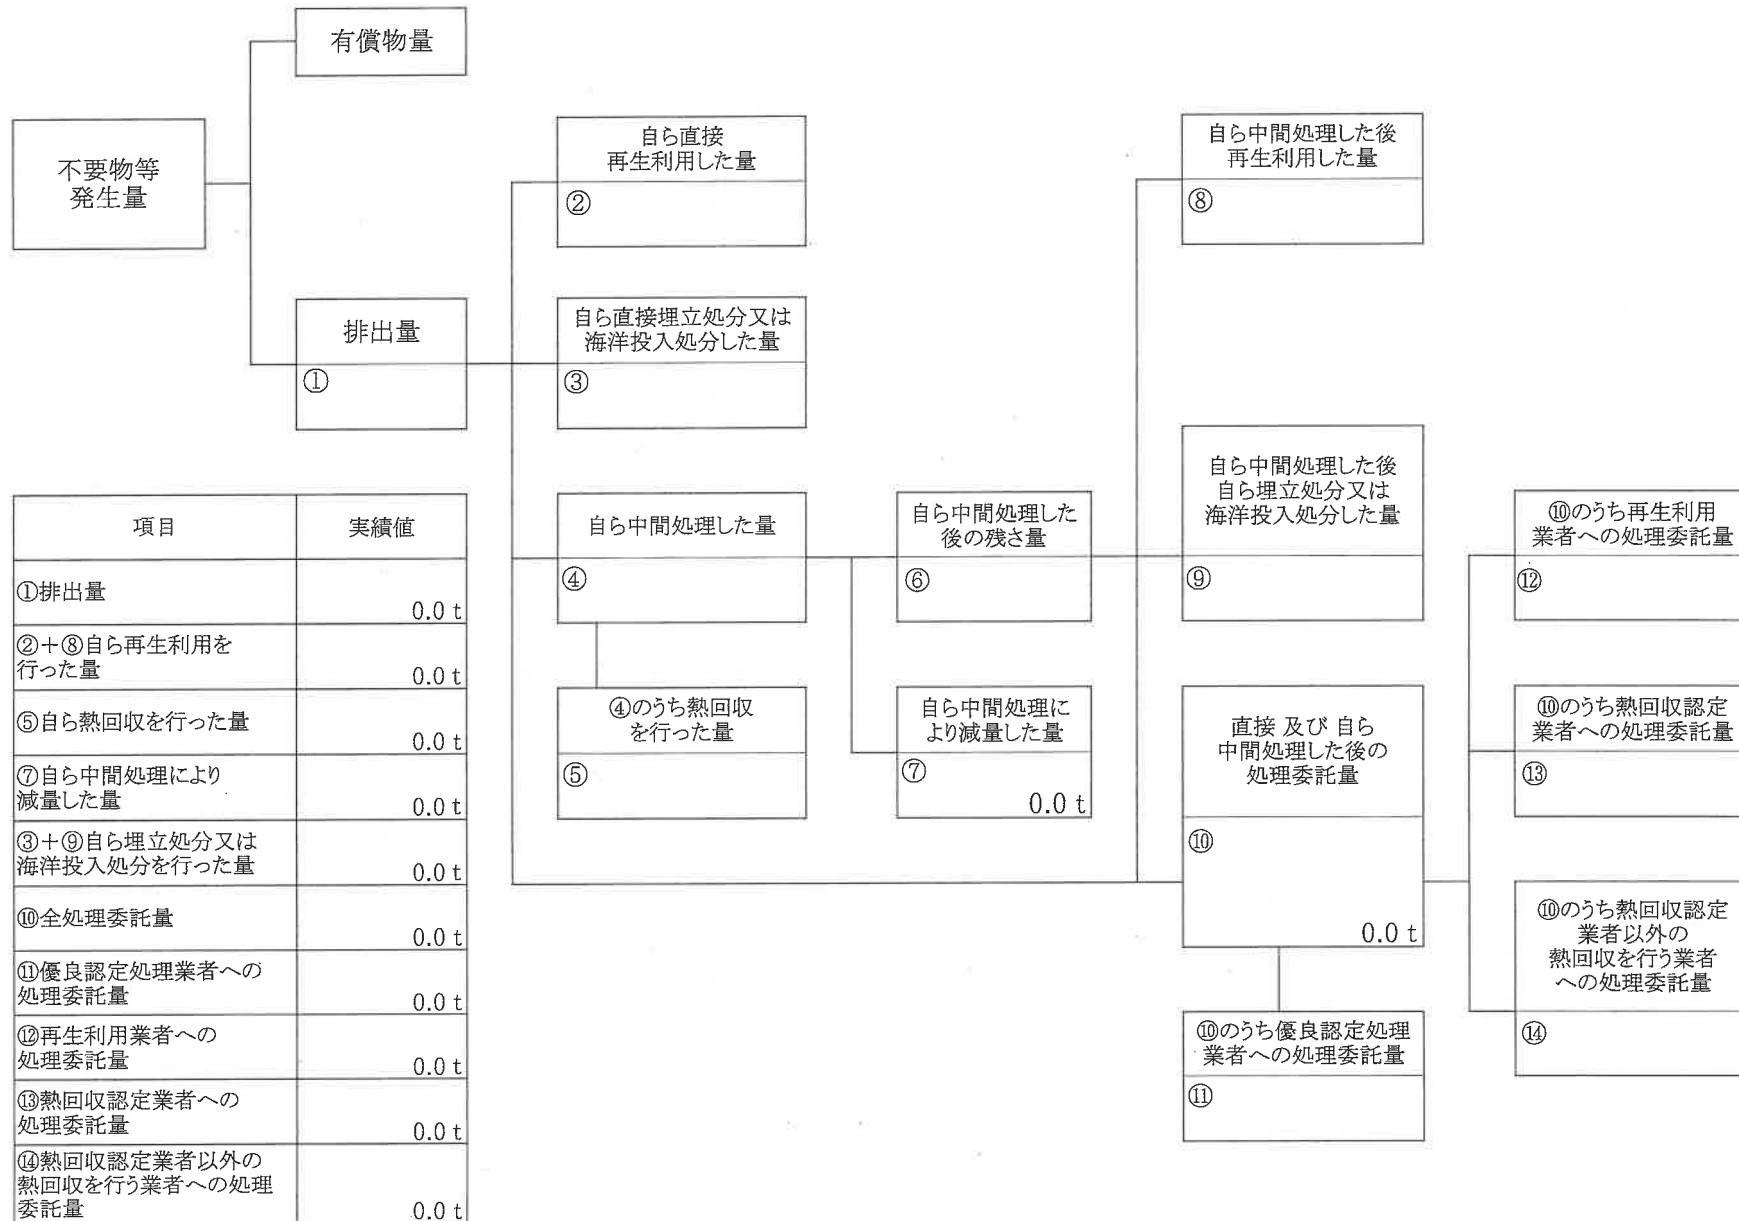 有償物量
不要物等
発生量
自ら直接
再生利用した量
②
自ら中間処理した後
再生利用した量
⑧
排出量
①
自ら直接埋立処分又は
海洋投入処分した量
③
自ら中間処理した量
④
自ら中間処理した
後の残さ量
⑥
自ら中間処理した後
自ら埋立処分又は
海洋投入処分した量
⑨
⑩のうち再生利用
業者への処理委託量
⑫
④のうち熱回収
を行った量
⑤
自ら中間処理に
より減量した量
⑦
0.0 t
直接 及び 自ら
中間処理した後の
処理委託量
⑩
0.0 t
⑩のうち熱回収認定
業者への処理委託量
⑬
⑩のうち熱回収認定
業者以外の
熱回収を行う業者
への処理委託量
⑭
⑩のうち優良認定処理
業者への処理委託量
⑪
項目 実績値
①排出量
0.0 t
②+⑧自ら再生利用を
行った量
0.0 t
⑤自ら熱回収を行った量
0.0 t
⑦自ら中間処理により
減量した量
0.0 t
③+⑨自ら埋立処分又は
海洋投入処分を行った量
0.0 t
⑩全処理委託量
0.0 t
⑪優良認定処理業者への
処理委託量
0.0 t
⑫再生利用業者への
処理委託量
0.0 t
⑬熱回収認定業者への
処理委託量
0.0 t
⑭熱回収認定業者以外の
熱回収を行う業者への処理
委託量
0.0 t